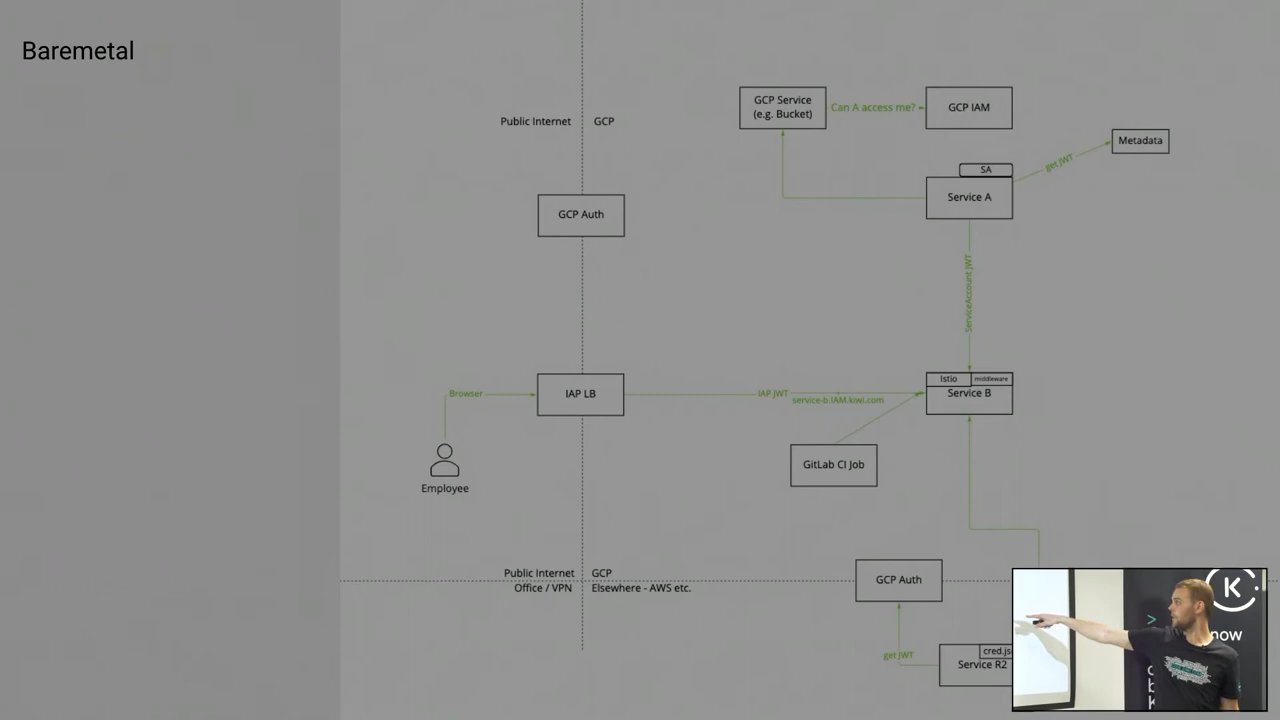 Baremetal
Public Internet
GCP
GCP Service
(e.g. Bucket)
Can A access me?
GCP IAM
Metadata
get JWT
SA
Service A
GCP Auth
ServiceAccount JWT
Istio
middleware
Service B
IAP LB
Browser
IAP JWT
service-b.IAM.kiwi.com
GitLab CI Job
Employee
Public Internet
GCP
Office / VPN
Elsewhere - AWS etc.
GCP Auth
get JWT
cred.js
Service R2
K
now